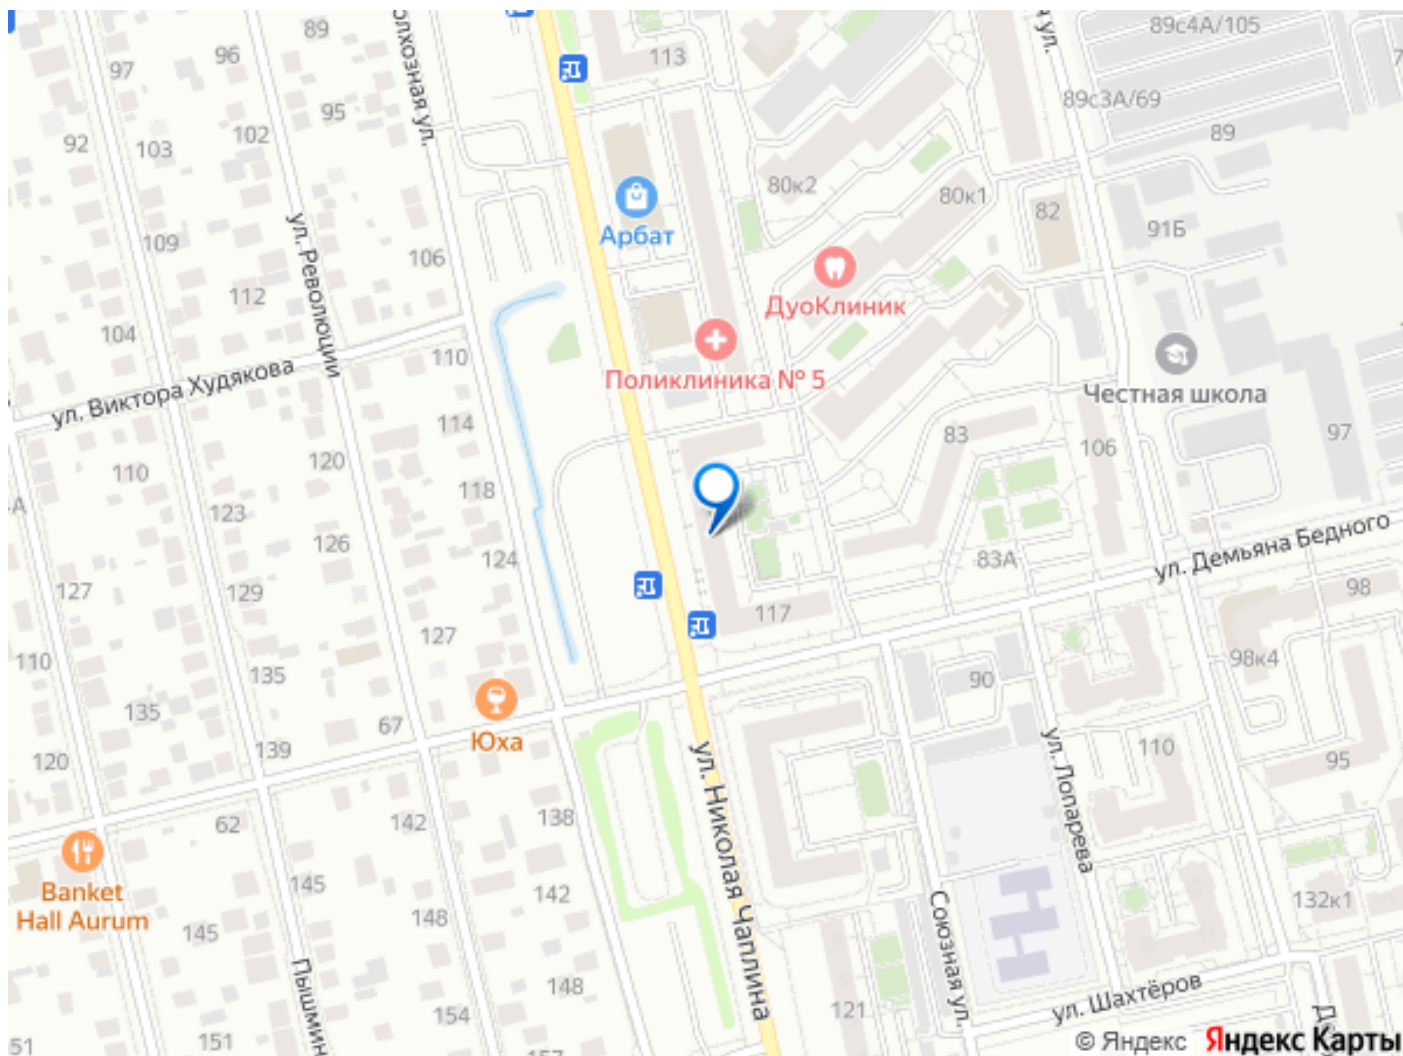 89
олхозная ул.
96
97
95
92
103
102
109
ул. Революции
106
112
104
ул. Виктора Худякова
110
110
114
120
118
123
126
124
127
129
127
110
135
135
67
139
120
62
142
138
145
142
145
148
148
154
151
51
Пышмин
Юха
Banket
Hall Aurum
113
Арбат
80к2
80к1
82
ДуоКлиник
Поликлиника № 5
а ул.
89с4А/105
89с3А/69
89
91Б
Честная школа
97
83
106
83А
117
ул. Демьяна Бедного
98
98к4
90
110
95
ул. Лопарева
ул. Николая Чаплина
Союзная ул.
ул. Шахтёров
132к1
121
© Яндекс
Яндекс Карты